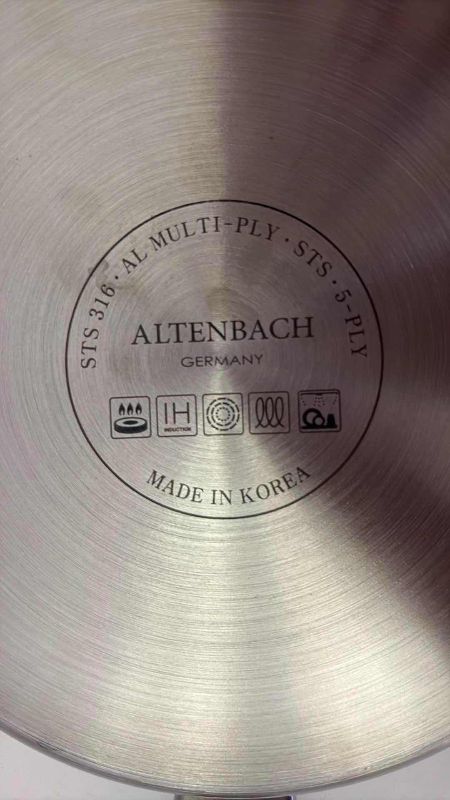 STS 316 · AL MULTI-PLY · STS · 5-PLY
ALTENBACH
GERMANY
IH
INDUCTION
MADE IN KOREA